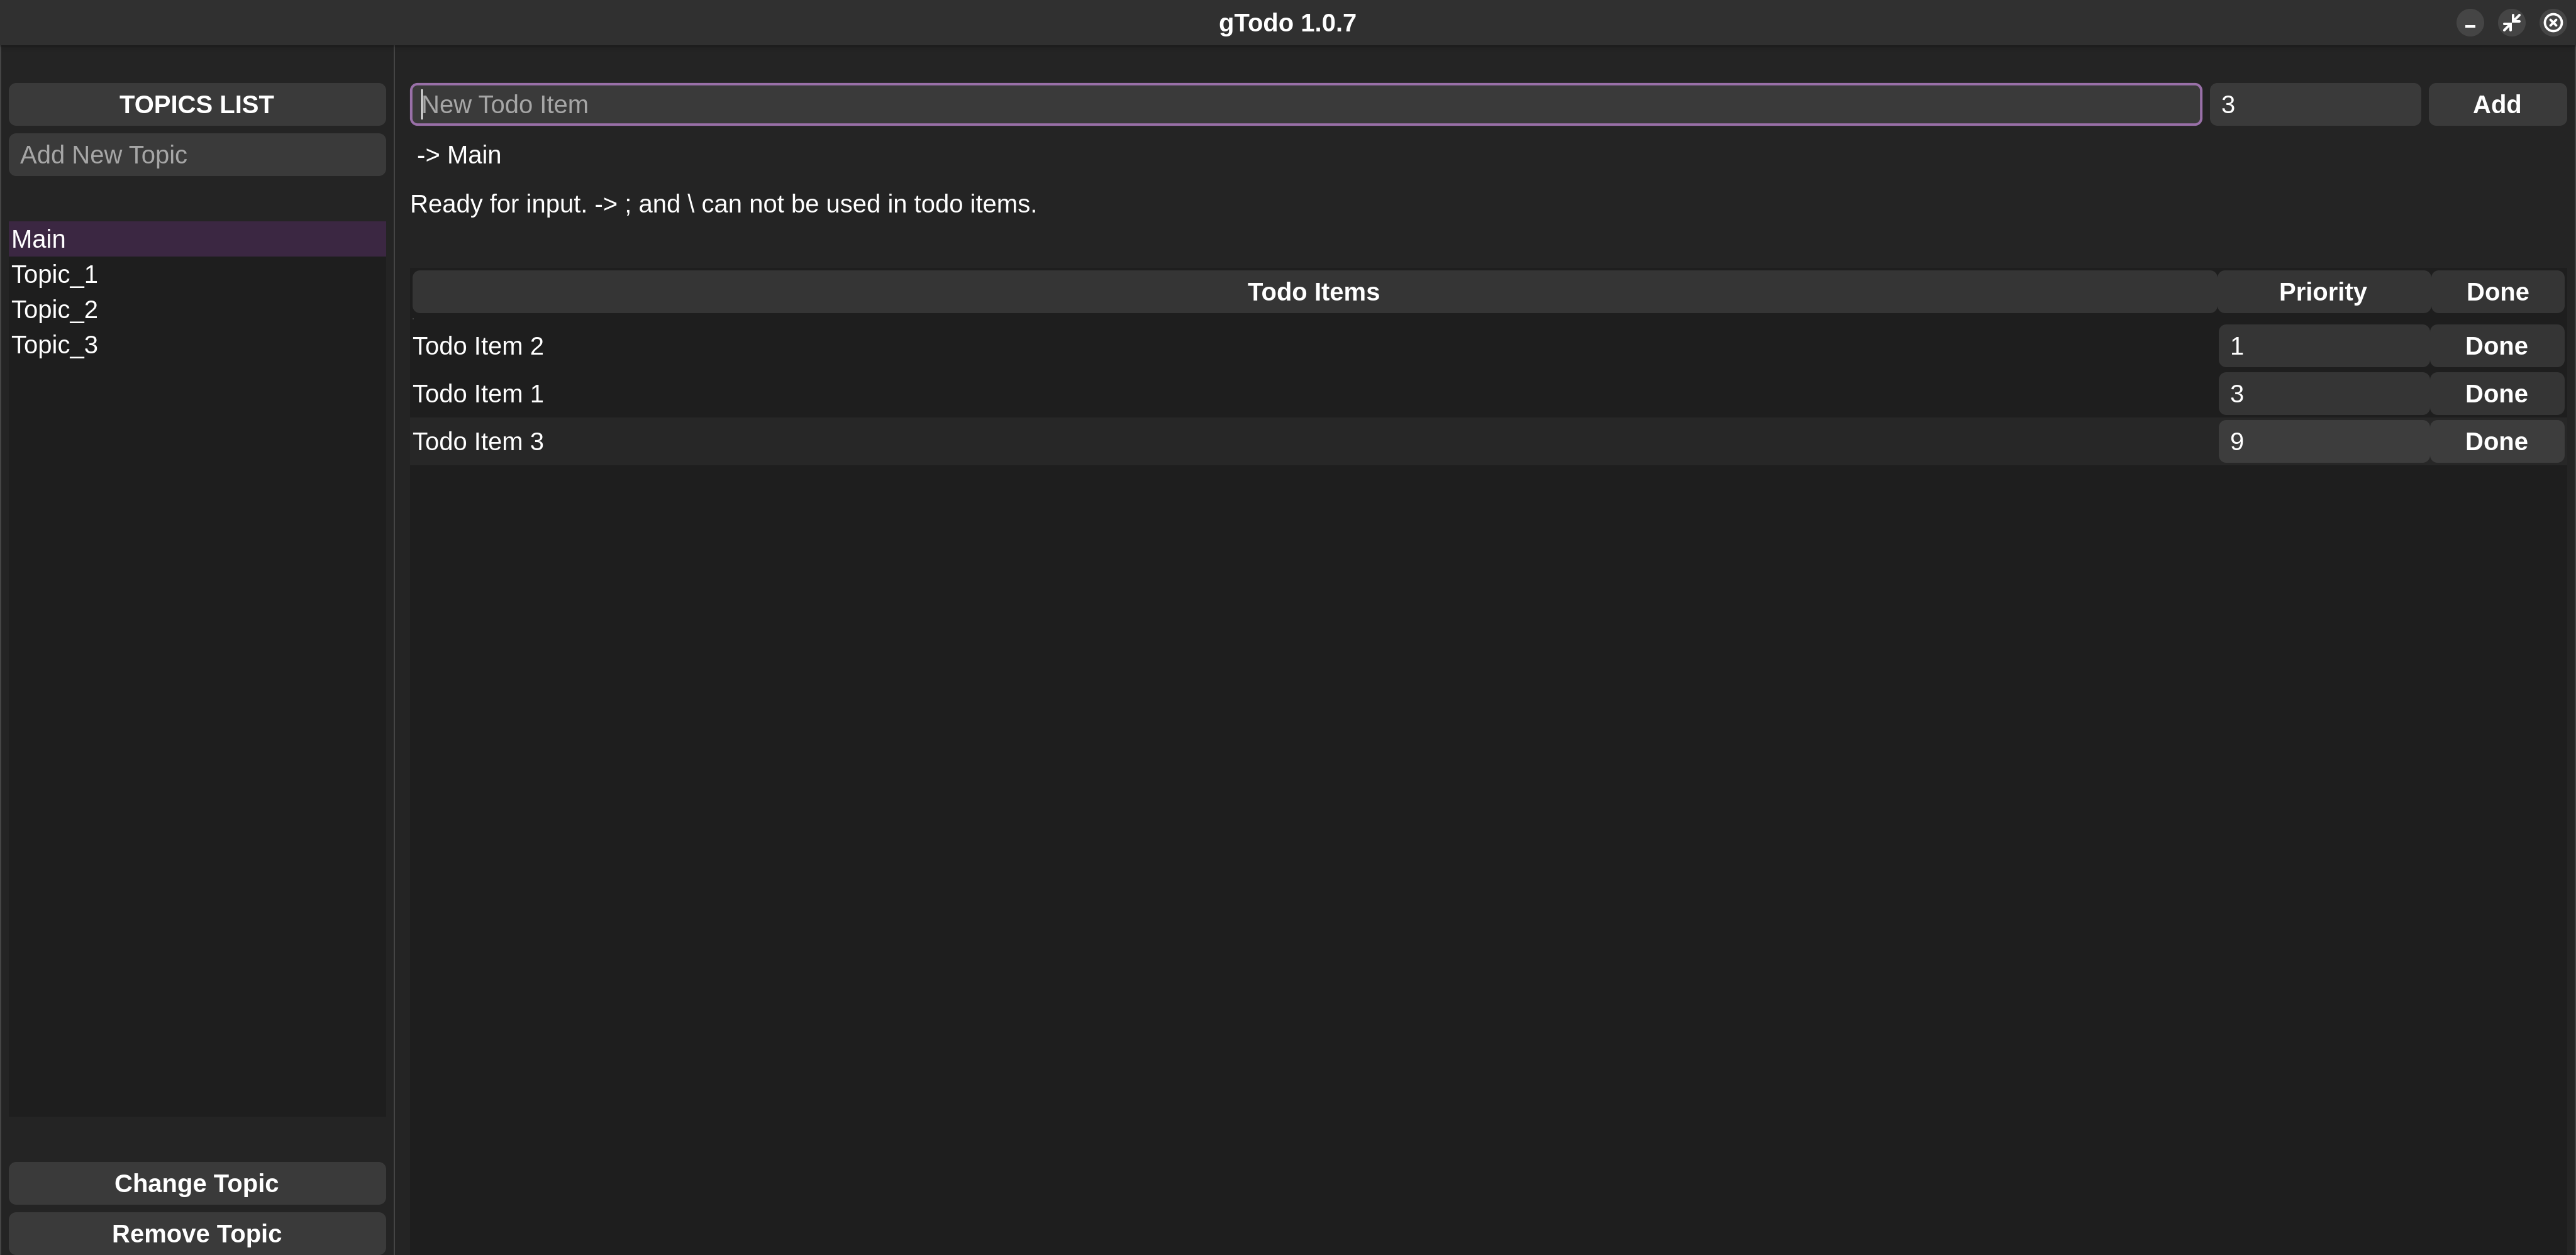 gTodo 1.0.7
TOPICS LIST
Add New Topic
Main
Topic_1
Topic_2
Topic_3
Change Topic
Remove Topic
New Todo Item 3 Add
-> Main
Ready for input. -> ; and \ can not be used in todo items.
Todo Items Priority Done
Todo Item 2 1 Done
Todo Item 1 3 Done
Todo Item 3 9 Done